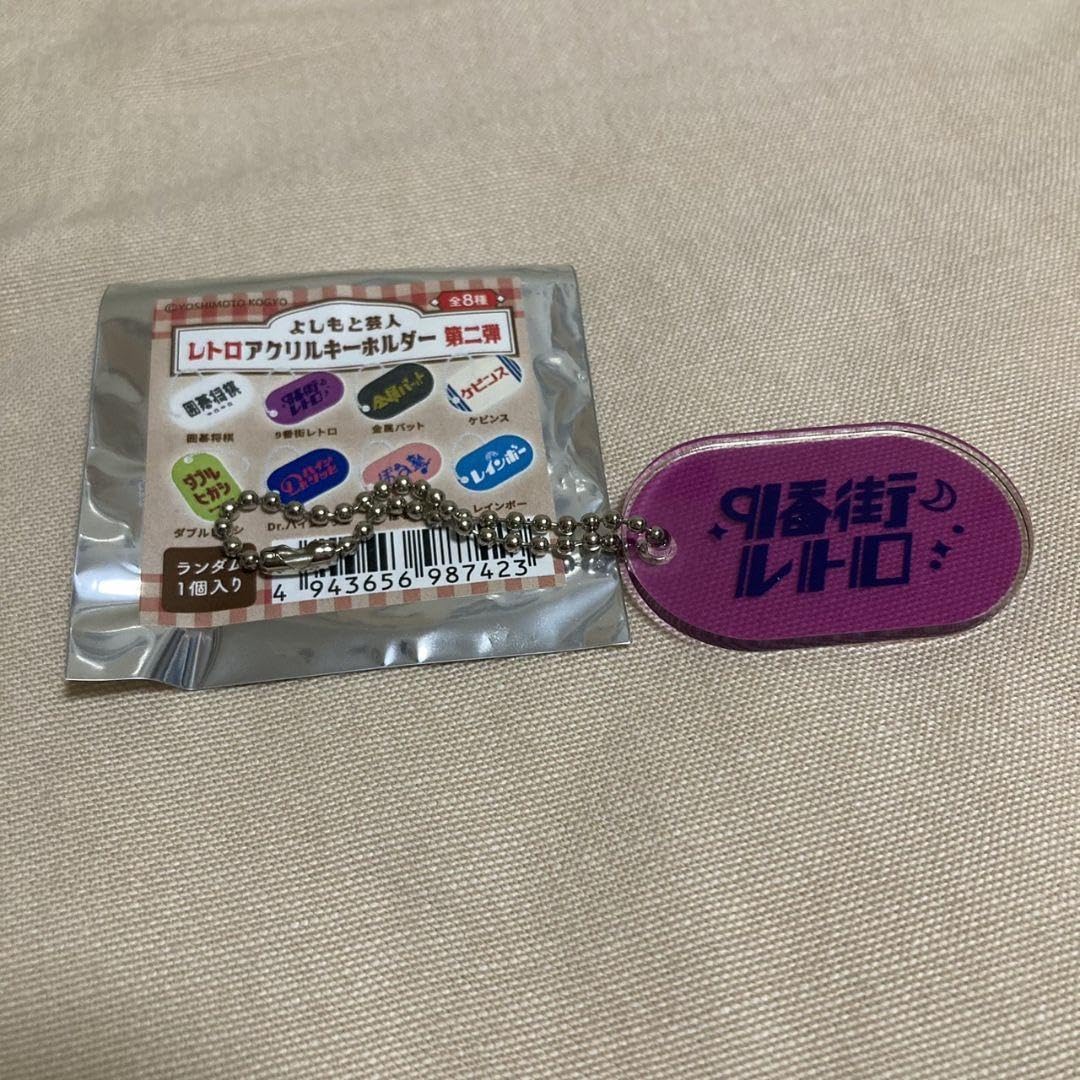 ©YOSHIMOTO KOGYO
全8種
よしもと芸人
レトロアクリルキーホルダー 第二弾
囲碁将棋
9番街レトロ
金属バット
ケビンス
囲碁将棋
9番街レトロ
金属バット
ケビンス
ダブル
ヒガシ
レインボー
ダブル
Dr.ハイ
レインボー
ランダム
1個入り
4 943656 987423
9番街
レトロ